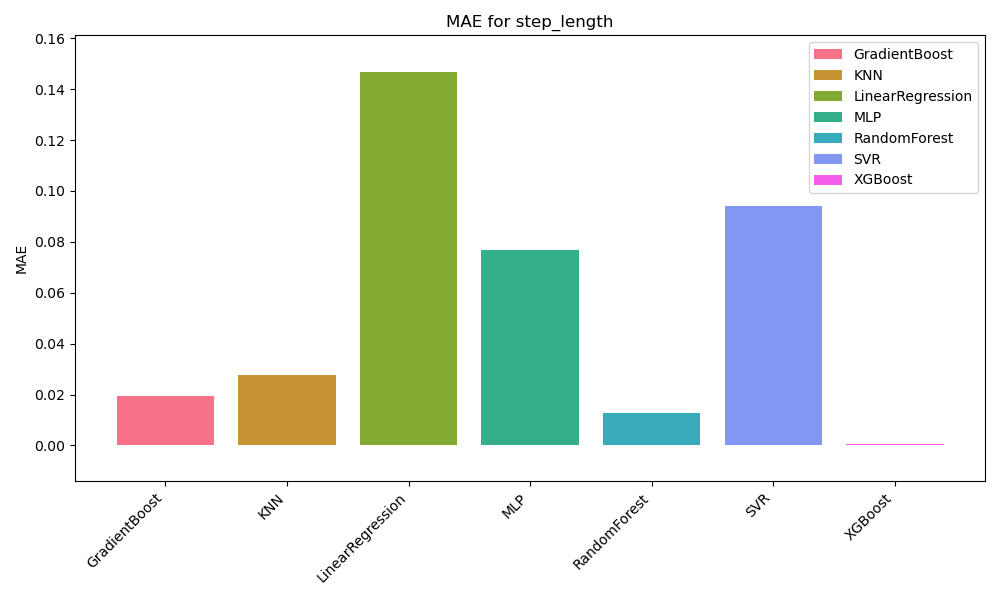 MAE for step_length
MAE
0.16
0.14
0.12
0.10
0.08
0.06
0.04
0.02
0.00
GradientBoost
KNN
LinearRegression
MLP
RandomForest
SVR
XGBoost
GradientBoost
KNN
LinearRegression
MLP
RandomForest
SVR
XGBoost